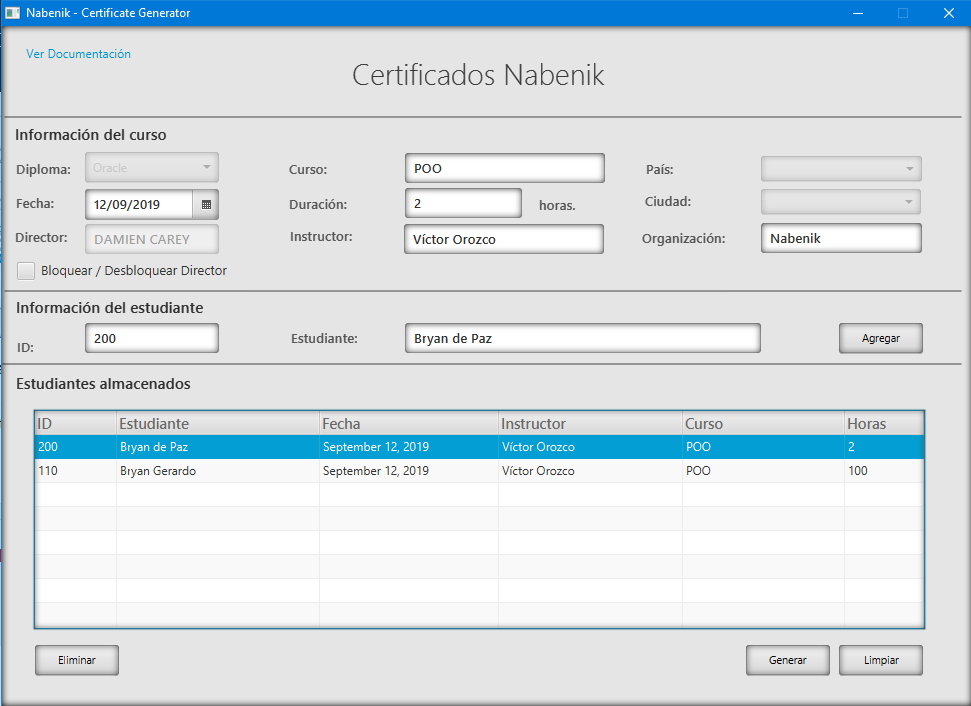 Nabenik - Certificate Generator
Ver Documentación
Certificados Nabenik
Información del curso
Diploma: Oracle Curso: POO País:
Fecha: 12/09/2019 Duración: 2 horas. Ciudad:
Director: DAMIEN CAREY Instructor: Víctor Orozco Organización: Nabenik
Bloquear / Desbloquear Director
Información del estudiante
ID: 200 Estudiante: Bryan de Paz Agregar
Estudiantes almacenados
ID Estudiante Fecha Instructor Curso Horas
200 Bryan de Paz September 12, 2019 Víctor Orozco POO 2
110 Bryan Gerardo September 12, 2019 Víctor Orozco POO 100
Eliminar Generar Limpiar